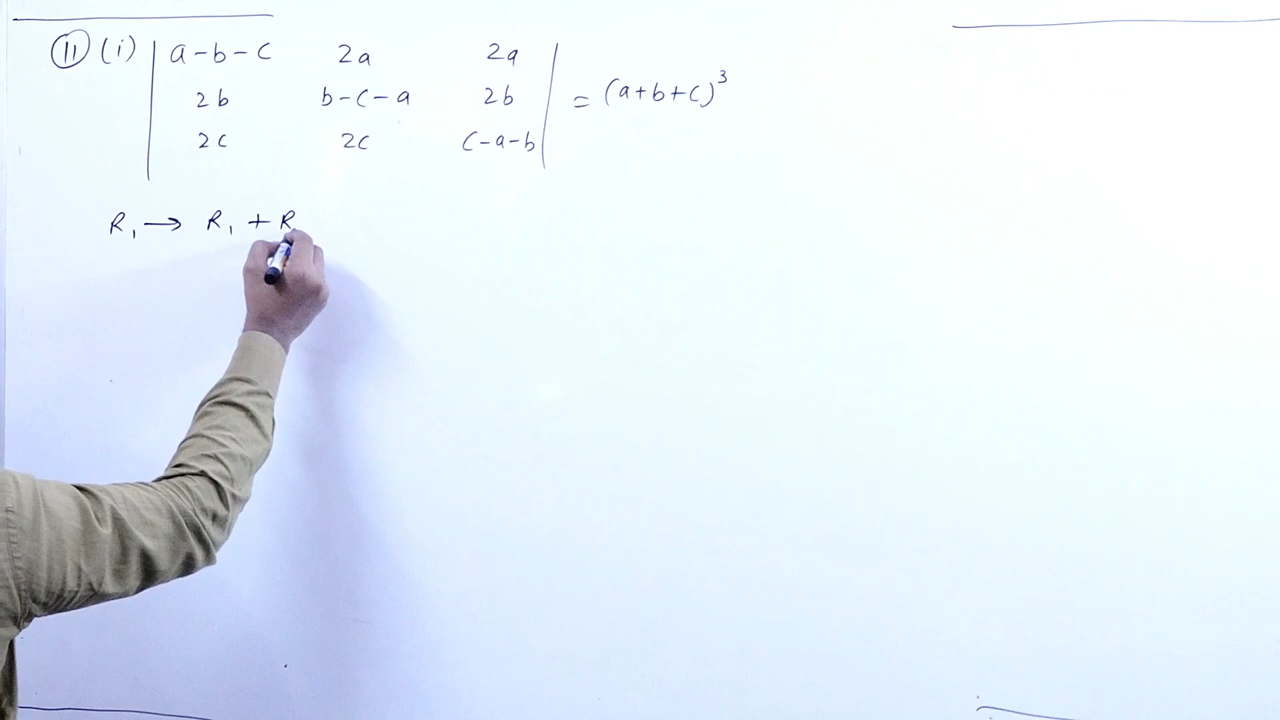 ⑪ (i) | a-b-c 2a 2a |
| 2b b-c-a 2b | = (a+b+c)³
| 2c 2c c-a-b |
R₁ → R₁ + R